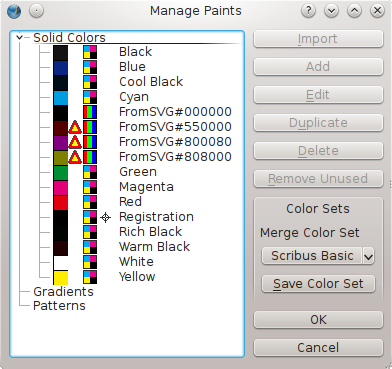 Manage Paints
Solid Colors
Black
Blue
Cool Black
Cyan
FromSVG#000000
FromSVG#550000
FromSVG#800080
FromSVG#808000
Green
Magenta
Red
Registration
Rich Black
Warm Black
White
Yellow
Gradients
Patterns
Import
Add
Edit
Duplicate
Delete
Remove Unused
Color Sets
Merge Color Set
Scribus Basic
Save Color Set
OK
Cancel